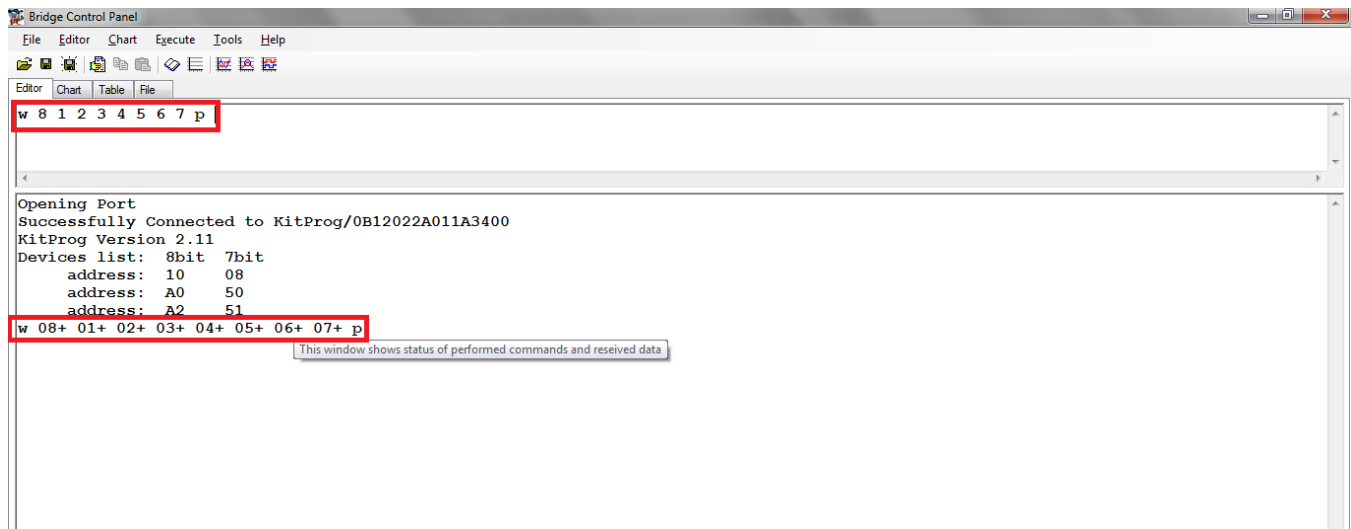 Bridge Control Panel
File Editor Chart Execute Tools Help
Editor Chart Table File
w 8 1 2 3 4 5 6 7 p
Opening Port
Successfully Connected to KitProg/0B12022A011A3400
KitProg Version 2.11
Devices list: 8bit 7bit
address: 10 08
address: A0 50
address: A2 51
w 08+ 01+ 02+ 03+ 04+ 05+ 06+ 07+ p
This window shows status of performed commands and reseived data